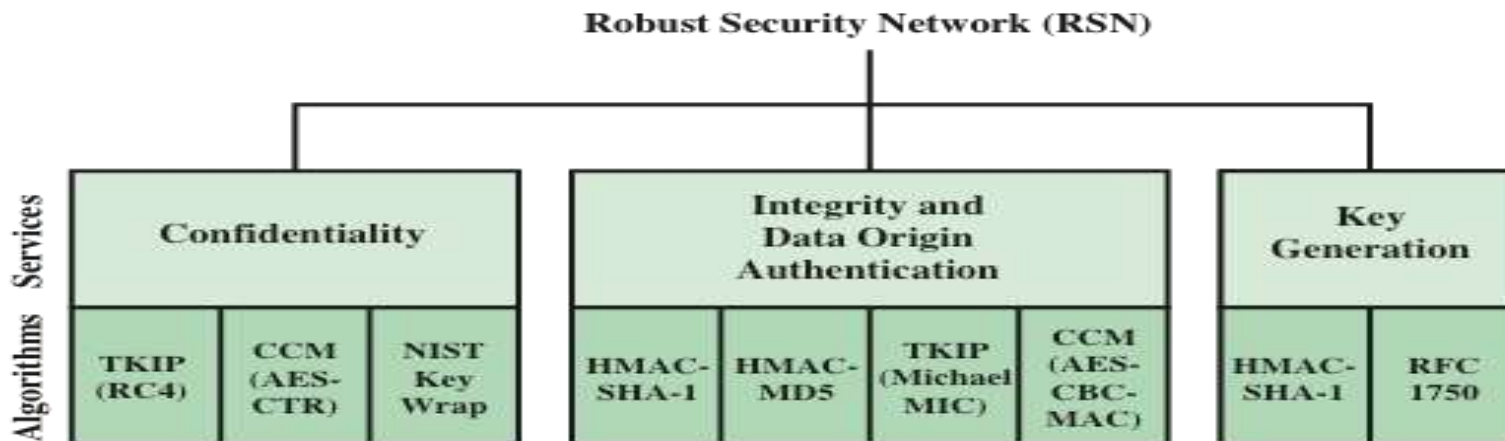 Robust Security Network (RSN)
Services
Confidentiality
Integrity and
Data Origin
Authentication
Key
Generation
Algorithms
TKIP
(RC4)
CCM
(AES-
CTR)
NIST
Key
Wrap
HMAC-
SHA-1
HMAC-
MD5
TKIP
(Michael
MIC)
CCM
(AES-
CBC-
MAC)
HMAC-
SHA-1
RFC
1750